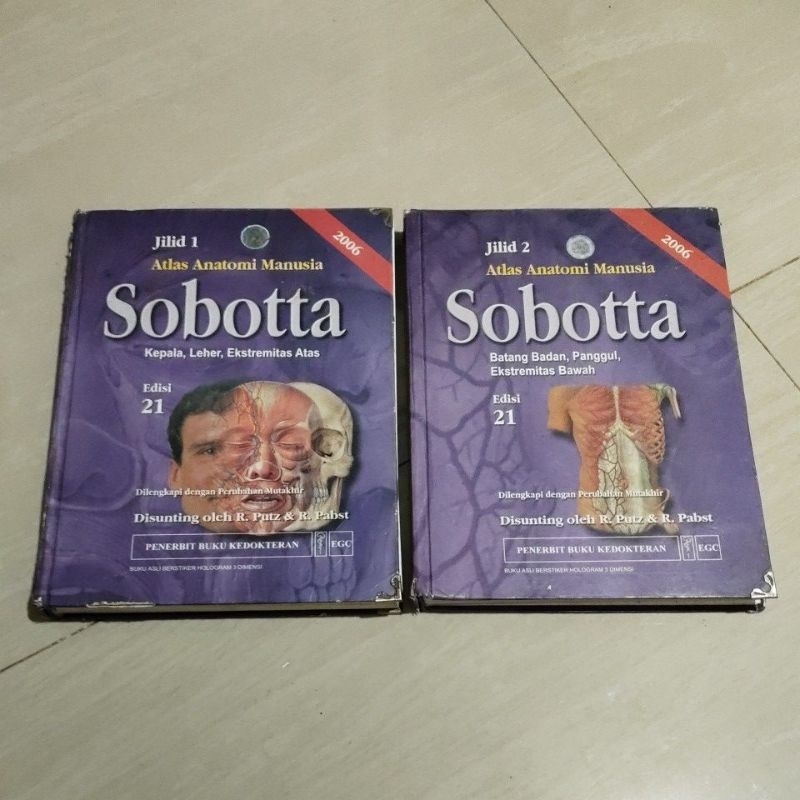 Jilid 1
2006
Atlas Anatomi Manusia
Sobotta
Kepala, Leher, Ekstremitas Atas
Edisi
21
Dilengkapi dengan Perubahan Mutakhir
Disunting oleh R. Putz & R. Pabst
PENERBIT BUKU KEDOKTERAN EGC
BUKU ASLI BERSTIKER HOLOGRAM 3 DIMENSI
Jilid 2
2006
Atlas Anatomi Manusia
Sobotta
Batang Badan, Panggul,
Ekstremitas Bawah
Edisi
21
Dilengkapi dengan Perubahan Mutakhir
Disunting oleh R. Putz & R. Pabst
PENERBIT BUKU KEDOKTERAN EGC
BUKU ASLI BERSTIKER HOLOGRAM 3 DIMENSI